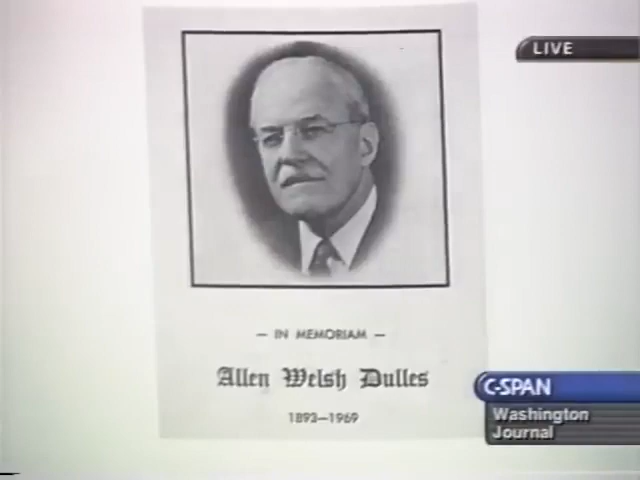 LIVE
— IN MEMORIAM —
Allen Welsh Dulles
1893—1969
C-SPAN
Washington
Journal